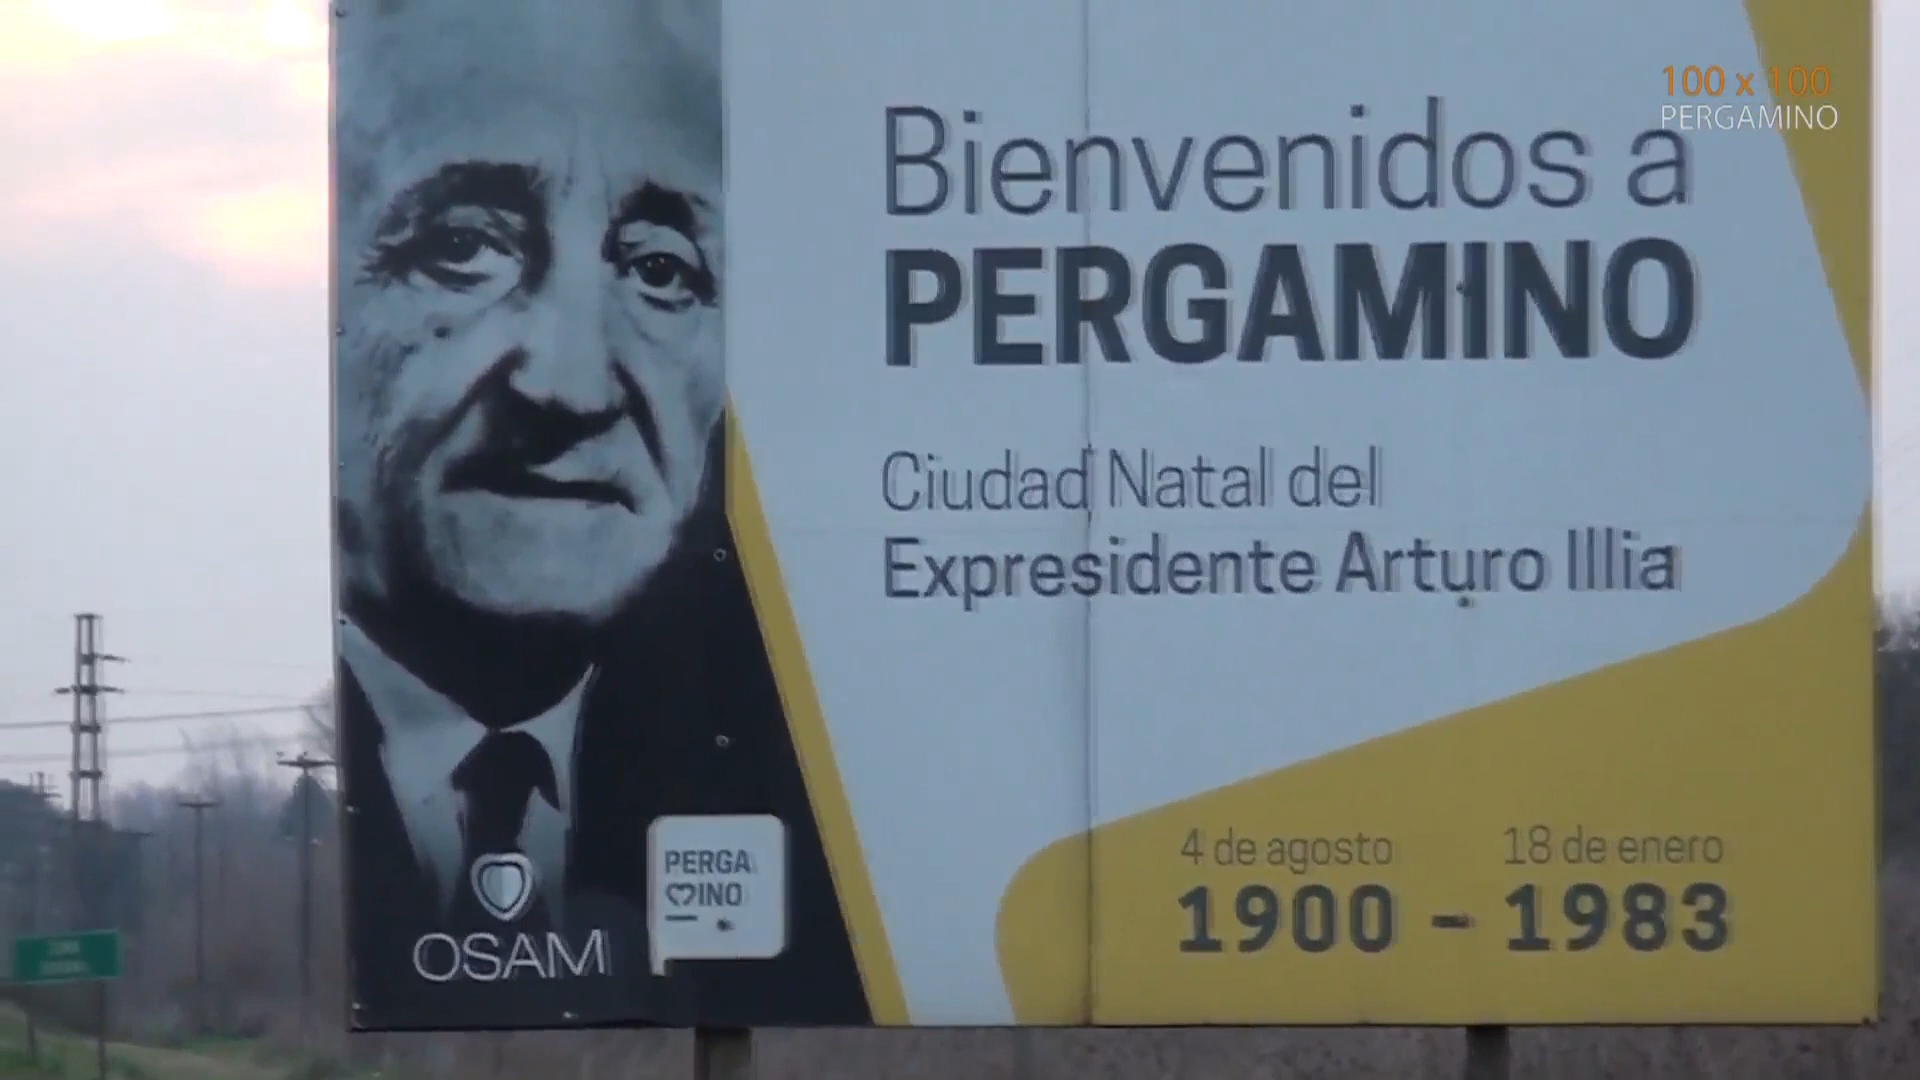 100 x 100
PERGAMINO
Bienvenidos a
PERGAMINO
Ciudad Natal del
Expresidente Arturo Illia
4 de agosto
1900 - 1983
18 de enero
OSAM
PERGA
INO